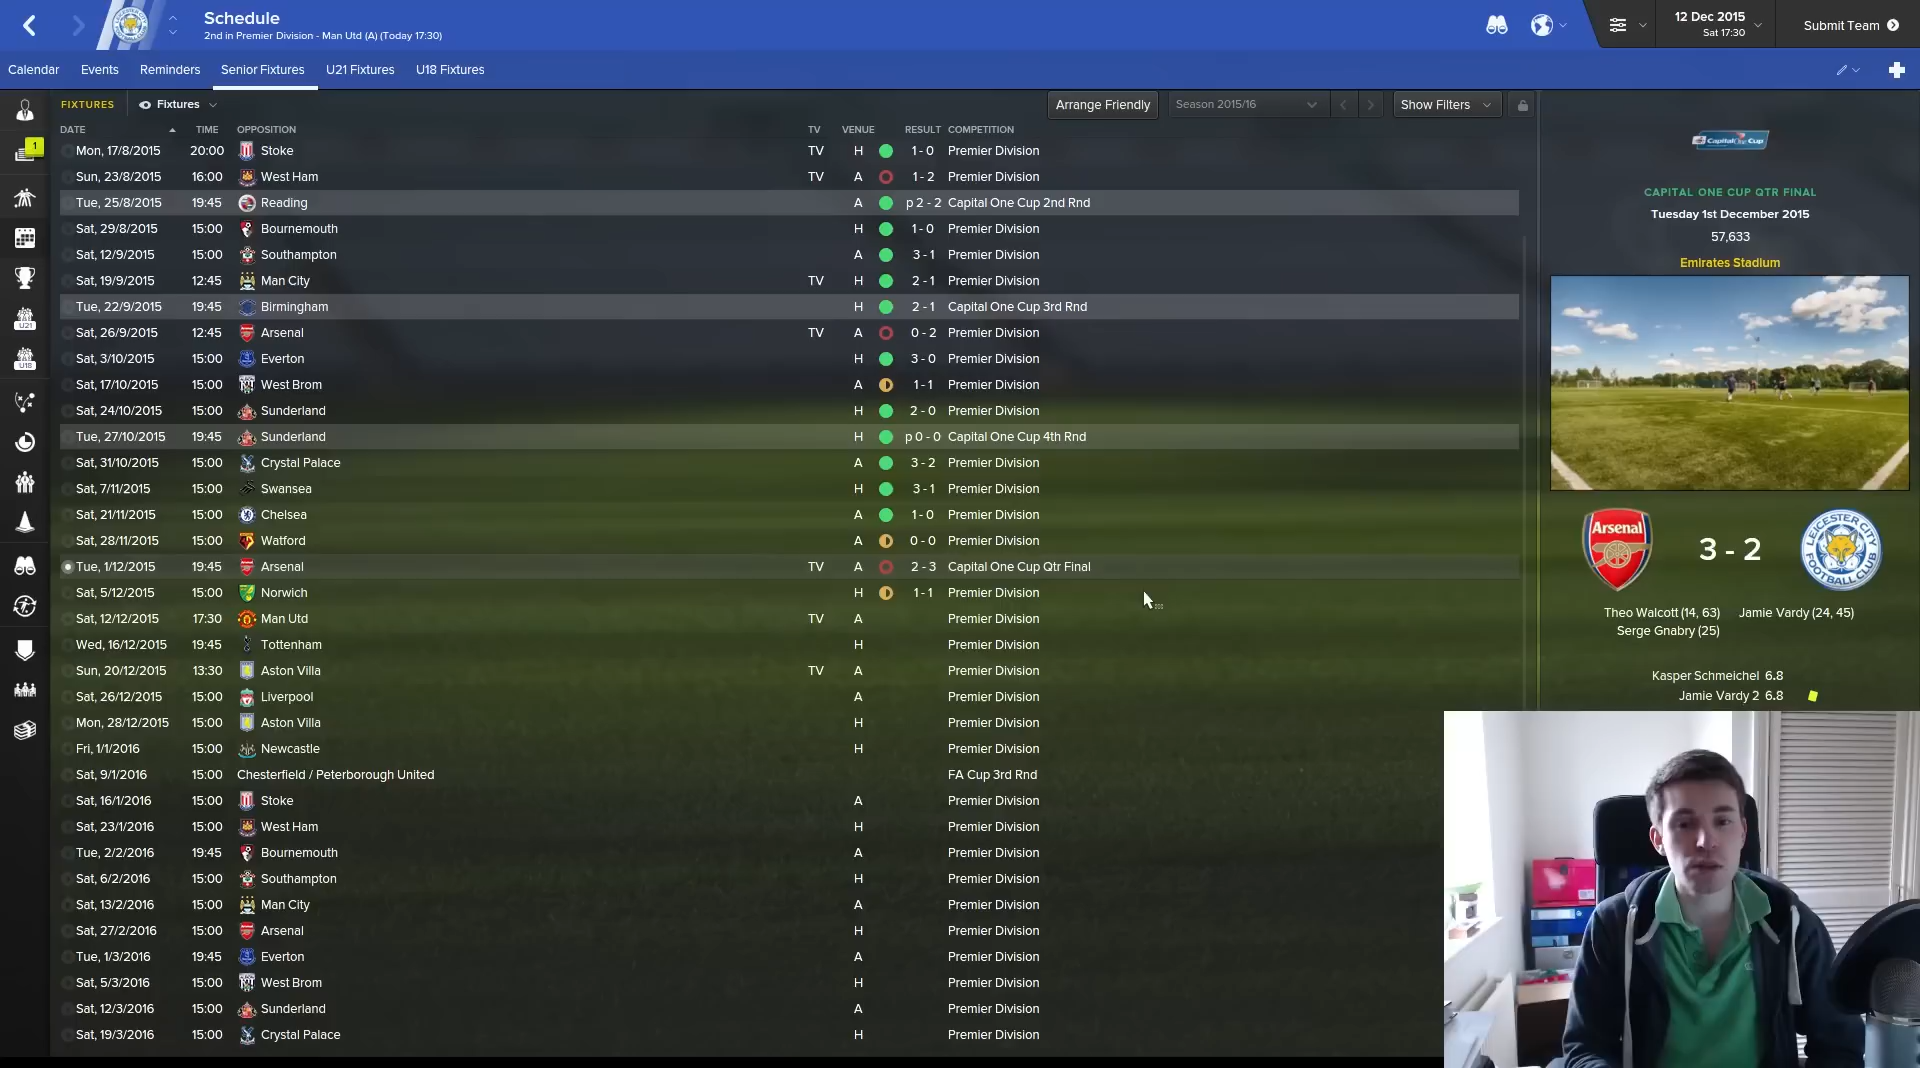 Schedule
2nd in Premier Division - Man Utd (A) (Today 17:30)
12 Dec 2015
Sat 17:30
Submit Team
Calendar Events Reminders Senior Fixtures U21 Fixtures U18 Fixtures
FIXTURES Fixtures Arrange Friendly Season 2015/16 Show Filters
DATE TIME OPPOSITION TV VENUE RESULT COMPETITION
Mon, 17/8/2015 20:00 Stoke TV H 1 - 0 Premier Division
Sun, 23/8/2015 16:00 West Ham TV A 1 - 2 Premier Division
Tue, 25/8/2015 19:45 Reading A p 2 - 2 Capital One Cup 2nd Rnd
Sat, 29/8/2015 15:00 Bournemouth H 1 - 0 Premier Division
Sat, 12/9/2015 15:00 Southampton A 3 - 1 Premier Division
Sat, 19/9/2015 12:45 Man City TV H 2 - 1 Premier Division
Tue, 22/9/2015 19:45 Birmingham H 2 - 1 Capital One Cup 3rd Rnd
Sat, 26/9/2015 12:45 Arsenal TV A 0 - 2 Premier Division
Sat, 3/10/2015 15:00 Everton H 3 - 0 Premier Division
Sat, 17/10/2015 15:00 West Brom A 1 - 1 Premier Division
Sat, 24/10/2015 15:00 Sunderland H 2 - 0 Premier Division
Tue, 27/10/2015 19:45 Sunderland H p 0 - 0 Capital One Cup 4th Rnd
Sat, 31/10/2015 15:00 Crystal Palace A 3 - 2 Premier Division
Sat, 7/11/2015 15:00 Swansea H 3 - 1 Premier Division
Sat, 21/11/2015 15:00 Chelsea A 1 - 0 Premier Division
Sat, 28/11/2015 15:00 Watford A 0 - 0 Premier Division
Tue, 1/12/2015 19:45 Arsenal TV A 2 - 3 Capital One Cup Qtr Final
Sat, 5/12/2015 15:00 Norwich H 1 - 1 Premier Division
Sat, 12/12/2015 17:30 Man Utd TV A Premier Division
Wed, 16/12/2015 19:45 Tottenham H Premier Division
Sun, 20/12/2015 13:30 Aston Villa TV A Premier Division
Sat, 26/12/2015 15:00 Liverpool A Premier Division
Mon, 28/12/2015 15:00 Aston Villa H Premier Division
Fri, 1/1/2016 15:00 Newcastle H Premier Division
Sat, 9/1/2016 15:00 Chesterfield / Peterborough United FA Cup 3rd Rnd
Sat, 16/1/2016 15:00 Stoke A Premier Division
Sat, 23/1/2016 15:00 West Ham H Premier Division
Tue, 2/2/2016 19:45 Bournemouth A Premier Division
Sat, 6/2/2016 15:00 Southampton H Premier Division
Sat, 13/2/2016 15:00 Man City A Premier Division
Sat, 27/2/2016 15:00 Arsenal H Premier Division
Tue, 1/3/2016 19:45 Everton A Premier Division
Sat, 5/3/2016 15:00 West Brom H Premier Division
Sat, 12/3/2016 15:00 Sunderland A Premier Division
Sat, 19/3/2016 15:00 Crystal Palace H Premier Division
1
U21
U18
Capital One Cup
CAPITAL ONE CUP QTR FINAL
Tuesday 1st December 2015
57,633
Emirates Stadium
Arsenal
3 - 2
LEICESTER CITY
FOOTBALL CLUB
Theo Walcott (14, 63) Jamie Vardy (24, 45)
Serge Gnabry (25)
Kasper Schmeichel 6.8
Jamie Vardy 2 6.8